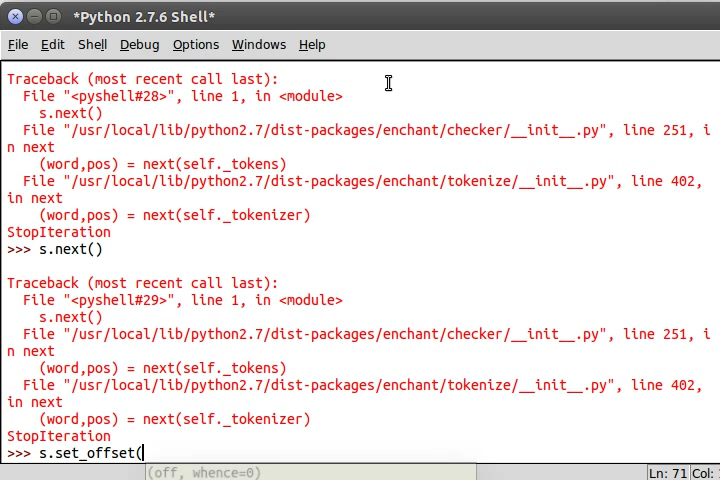 *Python 2.7.6 Shell*
File Edit Shell Debug Options Windows Help
Traceback (most recent call last):
  File "<pyshell#28>", line 1, in <module>
    s.next()
  File "/usr/local/lib/python2.7/dist-packages/enchant/checker/__init__.py", line 251, i
n next
    (word,pos) = next(self._tokens)
  File "/usr/local/lib/python2.7/dist-packages/enchant/tokenize/__init__.py", line 402,
in next
    (word,pos) = next(self._tokenizer)
StopIteration
>>> s.next()
Traceback (most recent call last):
  File "<pyshell#29>", line 1, in <module>
    s.next()
  File "/usr/local/lib/python2.7/dist-packages/enchant/checker/__init__.py", line 251, i
n next
    (word,pos) = next(self._tokens)
  File "/usr/local/lib/python2.7/dist-packages/enchant/tokenize/__init__.py", line 402,
in next
    (word,pos) = next(self._tokenizer)
StopIteration
>>> s.set_offset(
(off, whence=0)
Ln: 71 Col: